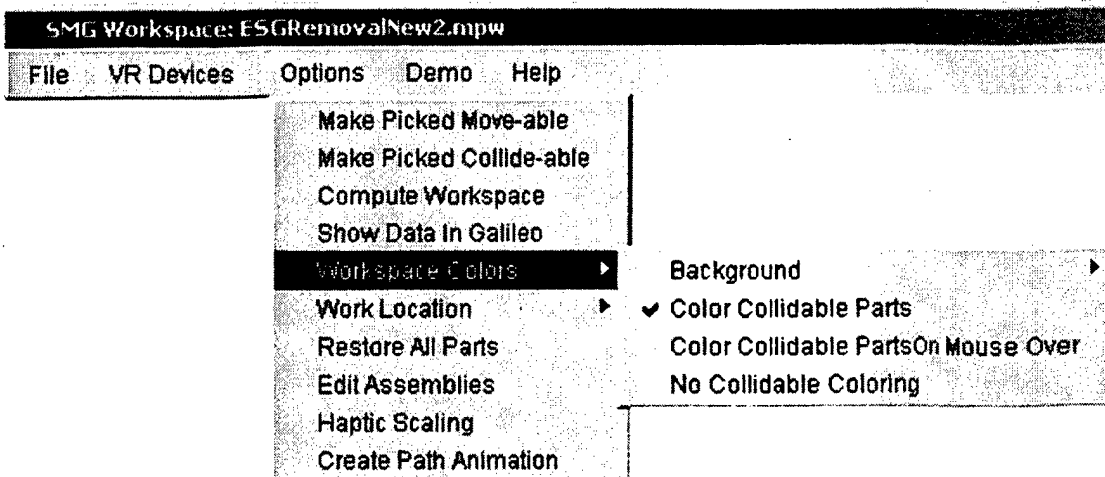 SMG Workspace: ESGRemovalNew2.mpw
File VR Devices Options Demo Help
Make Picked Move-able
Make Picked Collide-able
Compute Workspace
Show Data In Galileo
Workspace Colors
Background
Work Location
Color Collidable Parts
Restore All Parts
Color Collidable PartsOn Mouse Over
Edit Assemblies
No Collidable Coloring
Haptic Scaling
Create Path Animation